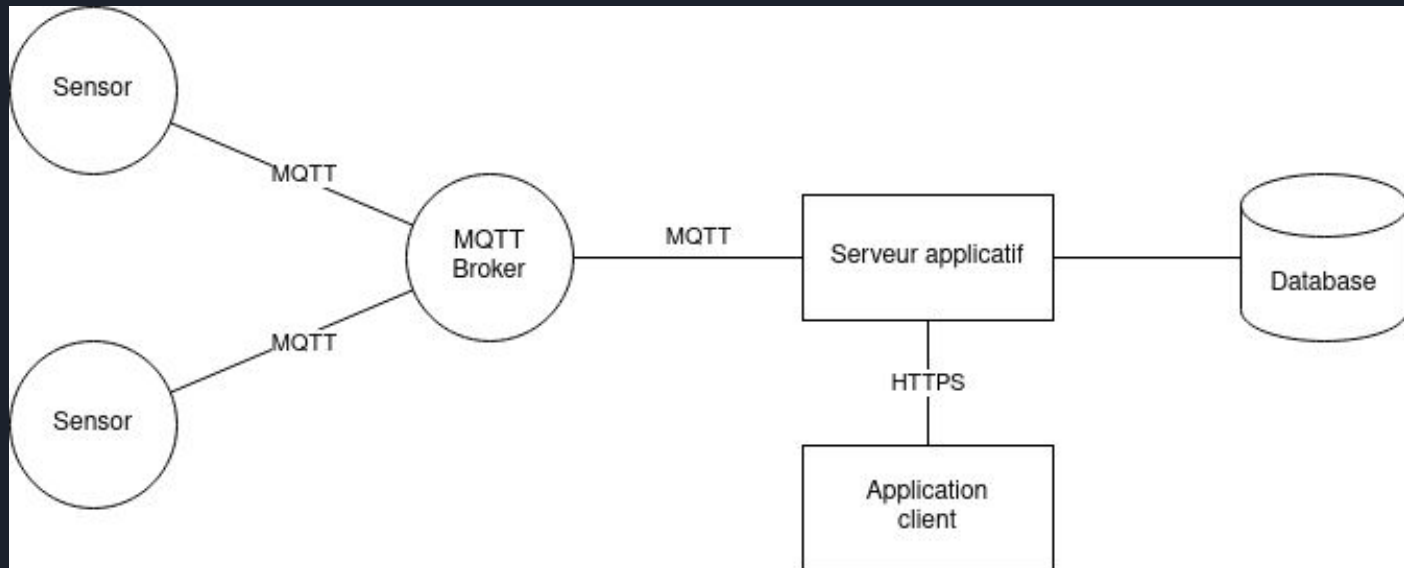 Sensor
MQTT
MQTT
Broker
MQTT
Serveur applicatif
Database
MQTT
HTTPS
Sensor
Application
client